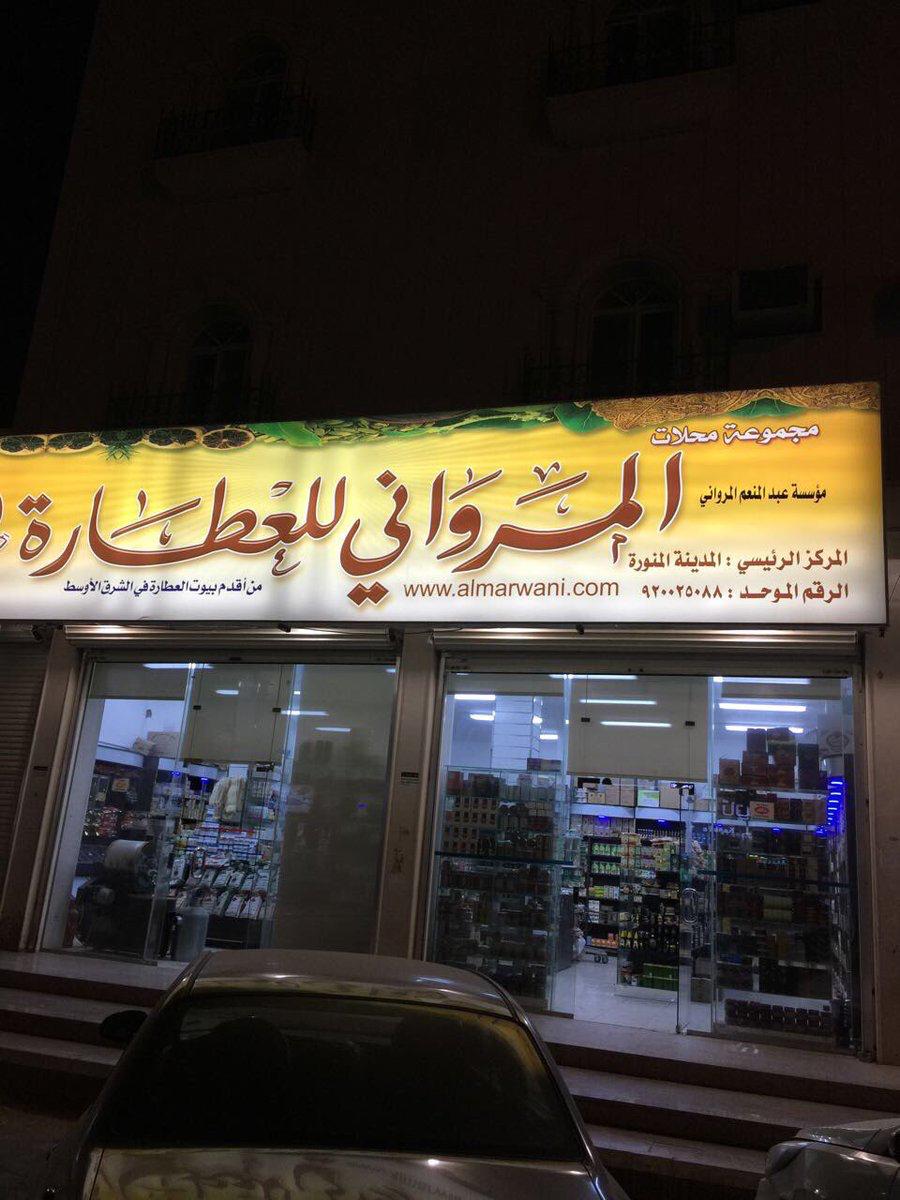 مجموعة محلات
المرواني للعطارة
مؤسسة عبد المنعم المرواني
المركز الرئيسي : المدينة المنورة
الرقم الموحد : ٩٢٠٠٢٥٠٨٨
www.almarwani.com
من أقدم بيوت العطارة في الشرق الأوسط